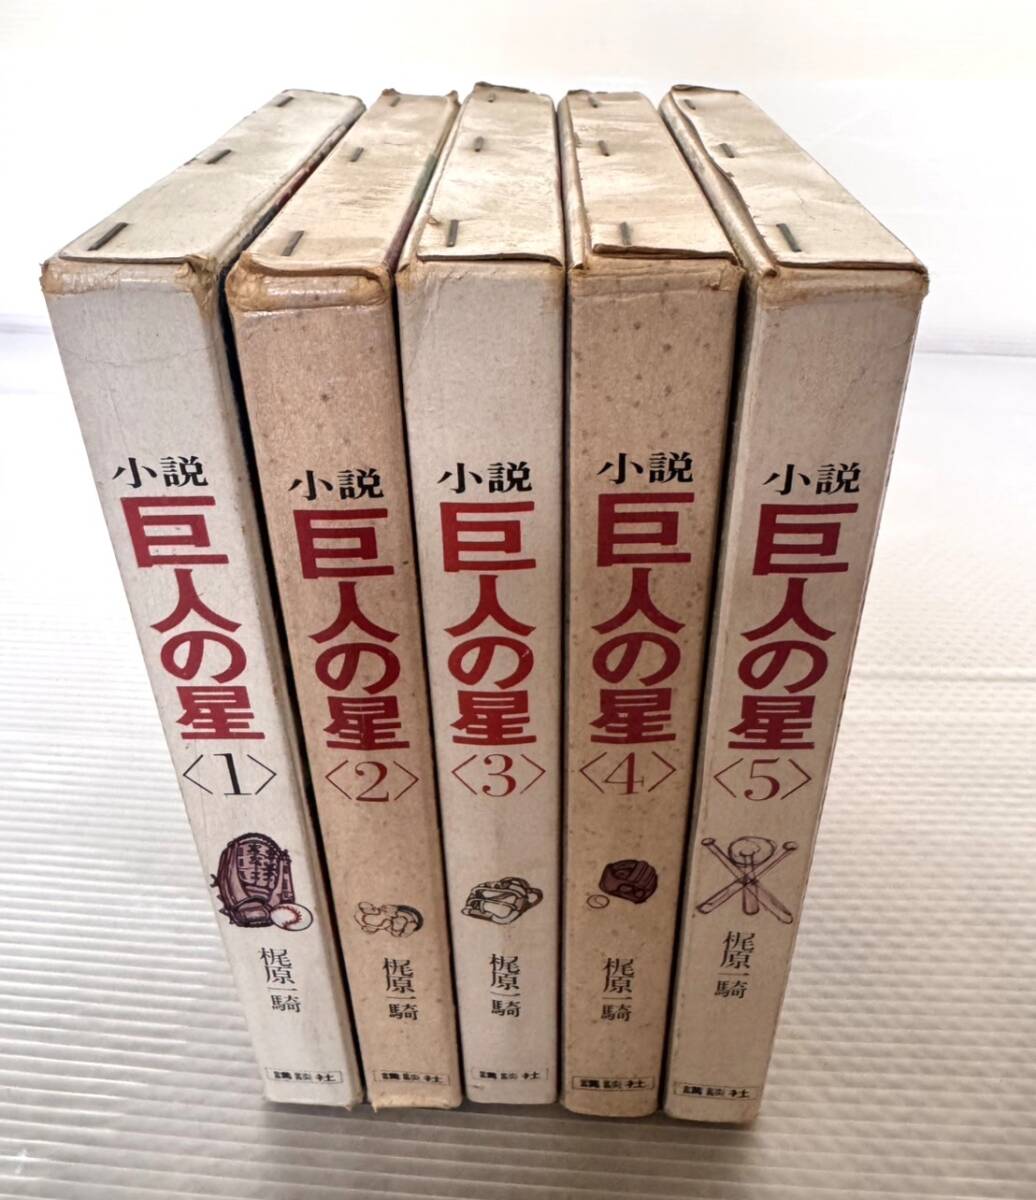 小説
巨人の星
〈1〉
梶原一騎
講談社
小説
巨人の星
〈2〉
梶原一騎
講談社
小説
巨人の星
〈3〉
梶原一騎
講談社
小説
巨人の星
〈4〉
梶原一騎
講談社
小説
巨人の星
〈5〉
梶原一騎
講談社